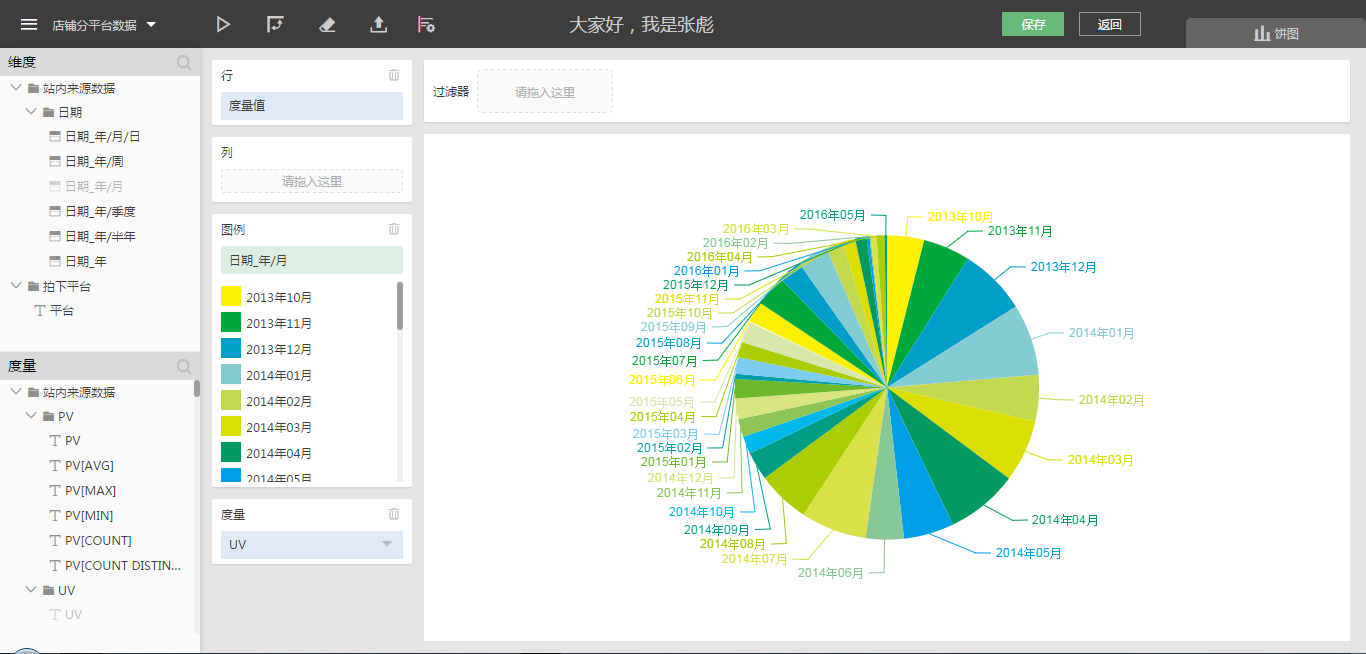 店铺分平台数据
大家好，我是张彪
保存
返回
饼图
维度
站内来源数据
日期
日期_年/月/日
日期_年/周
日期_年/月
日期_年/季度
日期_年/半年
日期_年
拍下平台
平台
度量
站内来源数据
PV
PV
PV[AVG]
PV[MAX]
PV[MIN]
PV[COUNT]
PV[COUNT DISTIN...
UV
UV
行
度量值
列
请拖入这里
图例
日期_年/月
2013年10月
2013年11月
2013年12月
2014年01月
2014年02月
2014年03月
2014年04月
2014年05月
度量
UV
过滤器
请拖入这里
2013年10月
2013年11月
2013年12月
2014年01月
2014年02月
2014年03月
2014年04月
2014年05月
2014年06月
2014年07月
2014年08月
2014年09月
2014年10月
2014年11月
2014年12月
2015年01月
2015年02月
2015年03月
2015年04月
2015年05月
2015年06月
2015年07月
2015年08月
2015年09月
2015年10月
2015年11月
2015年12月
2016年01月
2016年04月
2016年02月
2016年03月
2016年05月